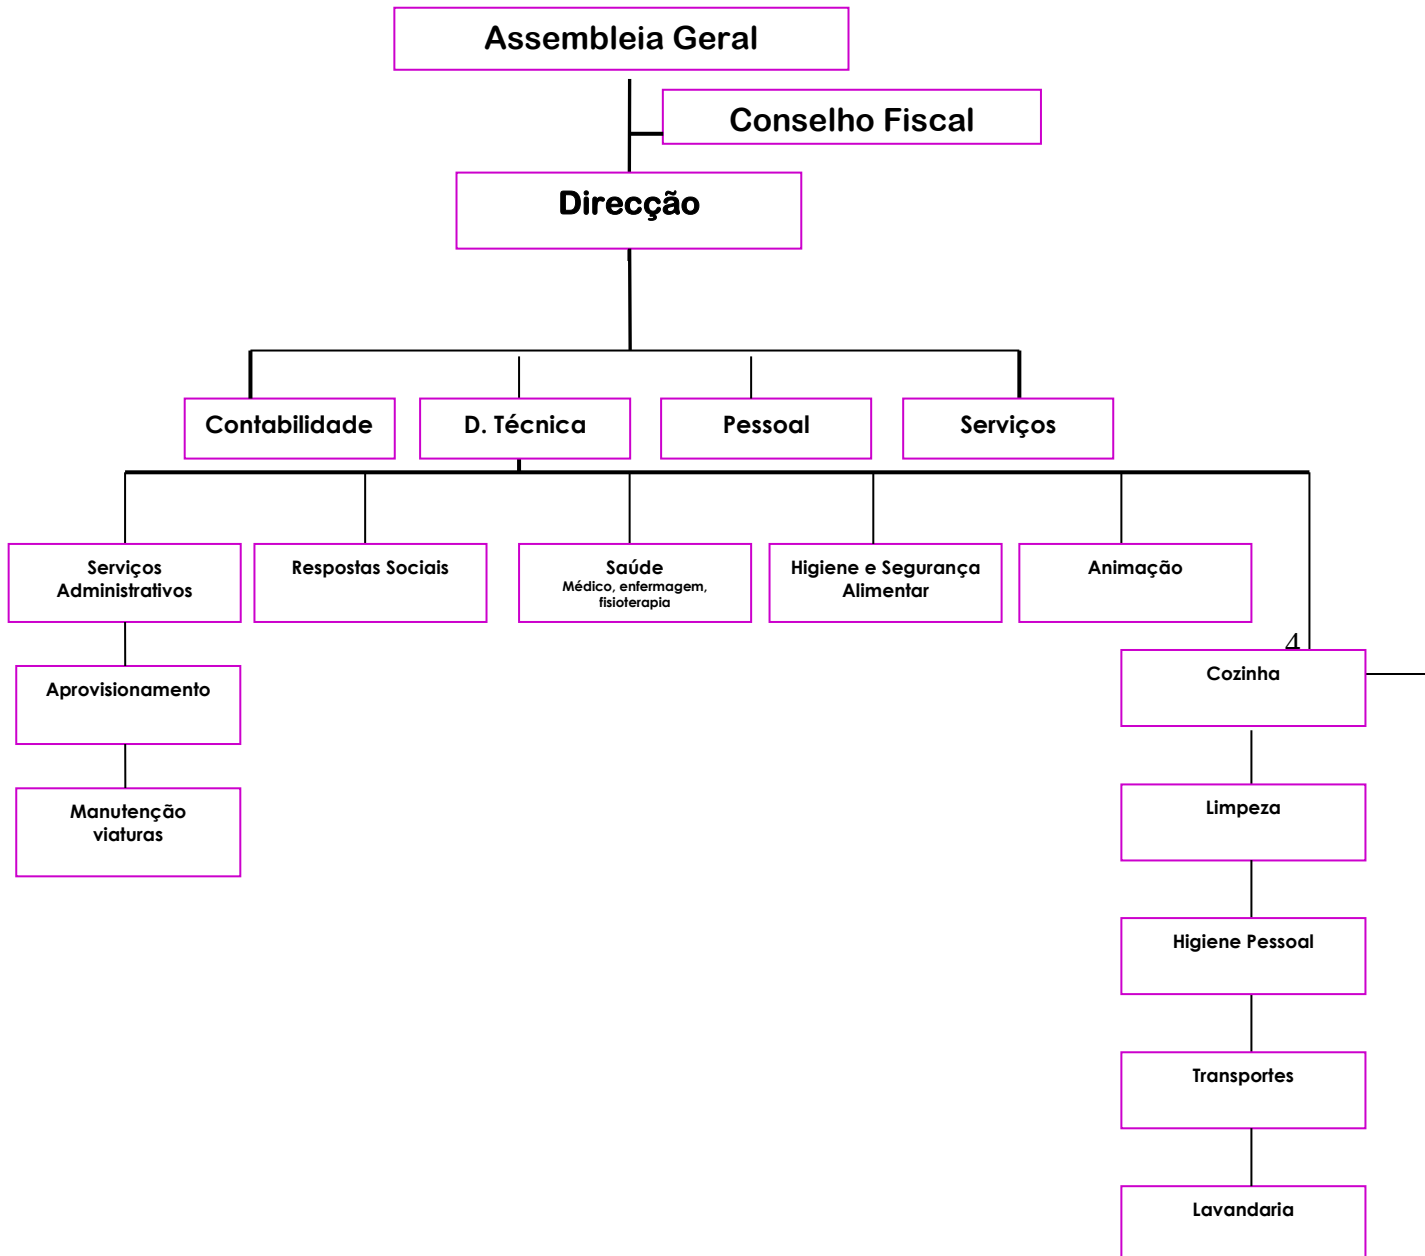 Assembleia Geral
Conselho Fiscal
Direcção
Contabilidade
D. Técnica
Pessoal
Serviços
Serviços
Administrativos
Respostas Sociais
Saúde
Médico, enfermagem,
fisioterapia
Higiene e Segurança
Alimentar
Animação
4
Cozinha
Aprovisionamento
Manutenção
viaturas
Limpeza
Higiene Pessoal
Transportes
Lavandaria